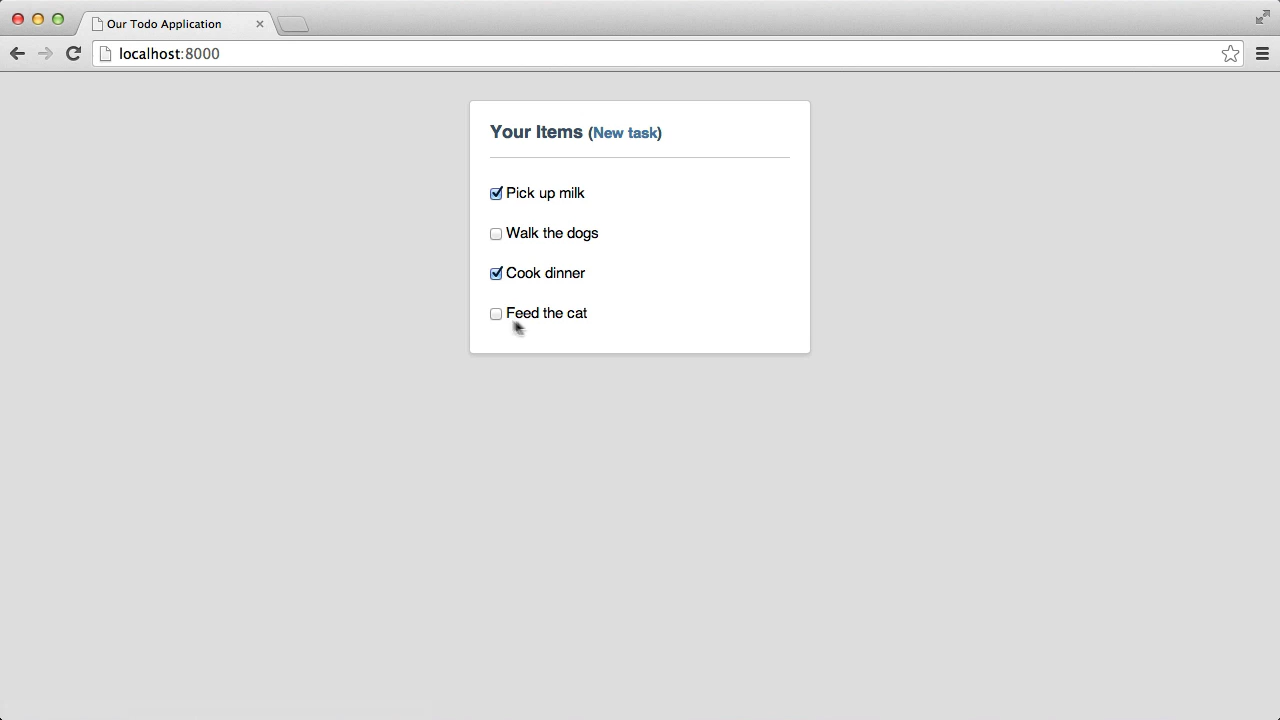 Our Todo Application
localhost:8000
Your Items (New task)
Pick up milk
Walk the dogs
Cook dinner
Feed the cat